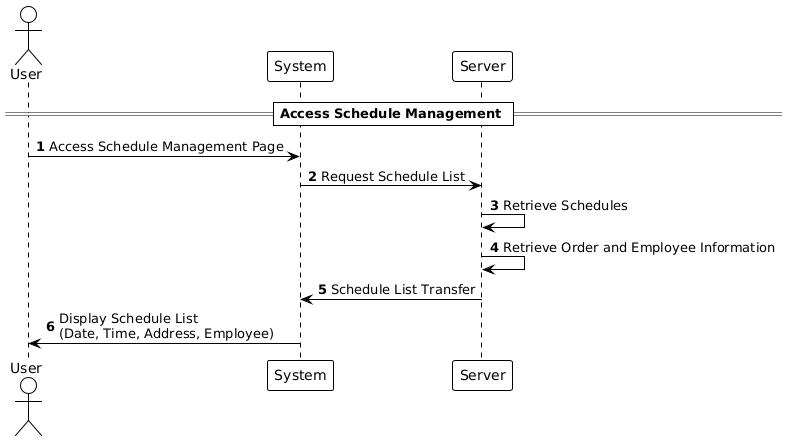 User
System
Server
Access Schedule Management
1 Access Schedule Management Page
2 Request Schedule List
3 Retrieve Schedules
4 Retrieve Order and Employee Information
5 Schedule List Transfer
6 Display Schedule List
(Date, Time, Address, Employee)
User
System
Server